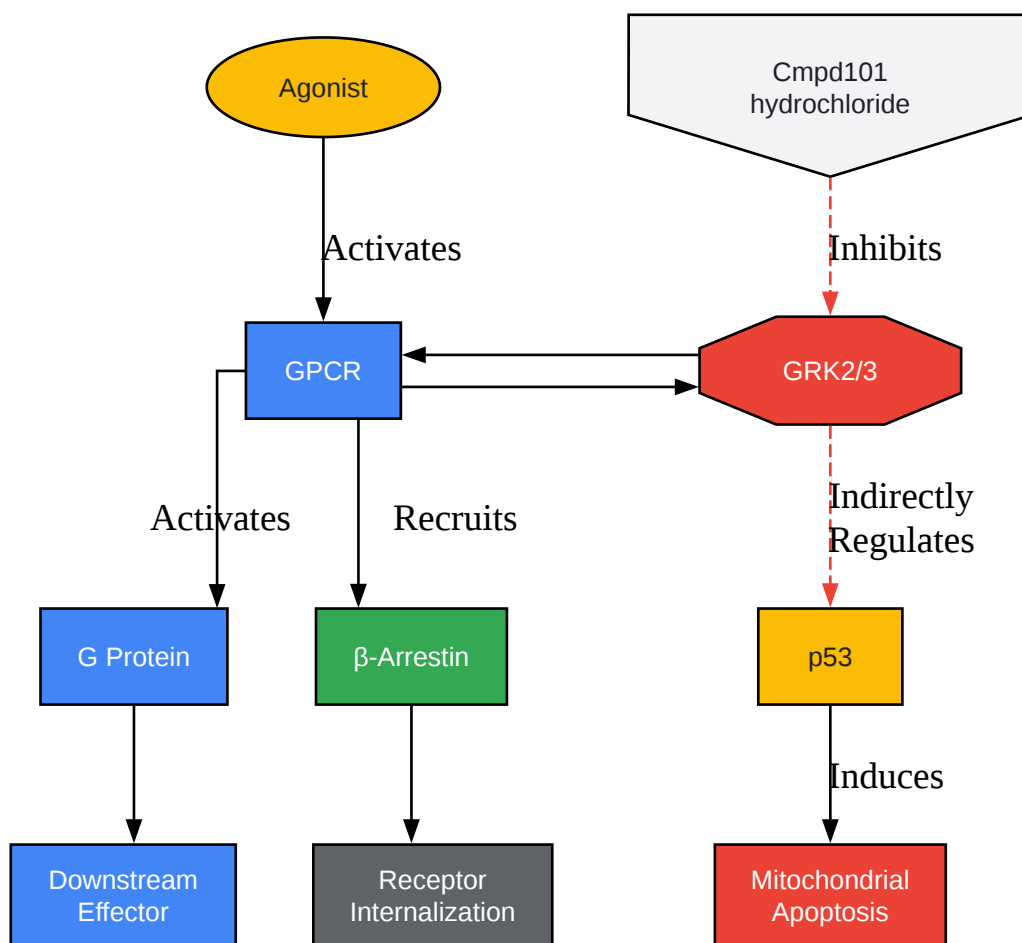 Agonist
Cmpd101
hydrochloride
Activates
Inhibits
GPCR
GRK2/3
Activates
Recruits
Indirectly
Regulates
G Protein
β-Arrestin
p53
Induces
Downstream
Effector
Receptor
Internalization
Mitochondrial
Apoptosis